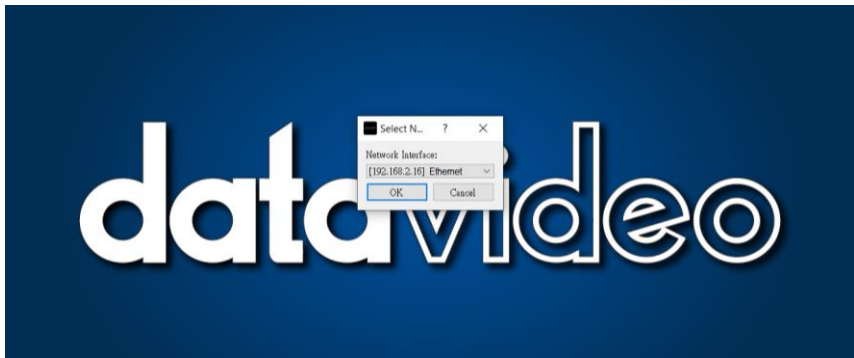 Select N... ? X
Network Interface:
[192.168.2.16] Ethernet
OK Cancel
datavideo